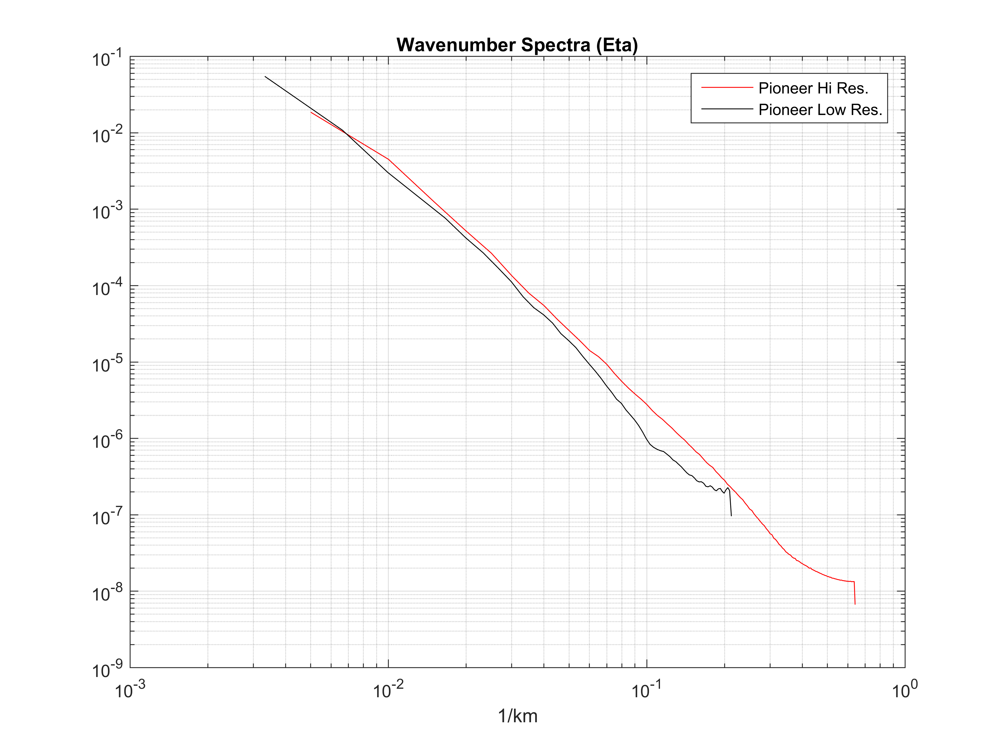 Wavenumber Spectra (Eta)
Pioneer Hi Res.
Pioneer Low Res.
10^-1
10^-2
10^-3
10^-4
10^-5
10^-6
10^-7
10^-8
10^-9
10^-3 10^-2 10^-1 10^0
1/km